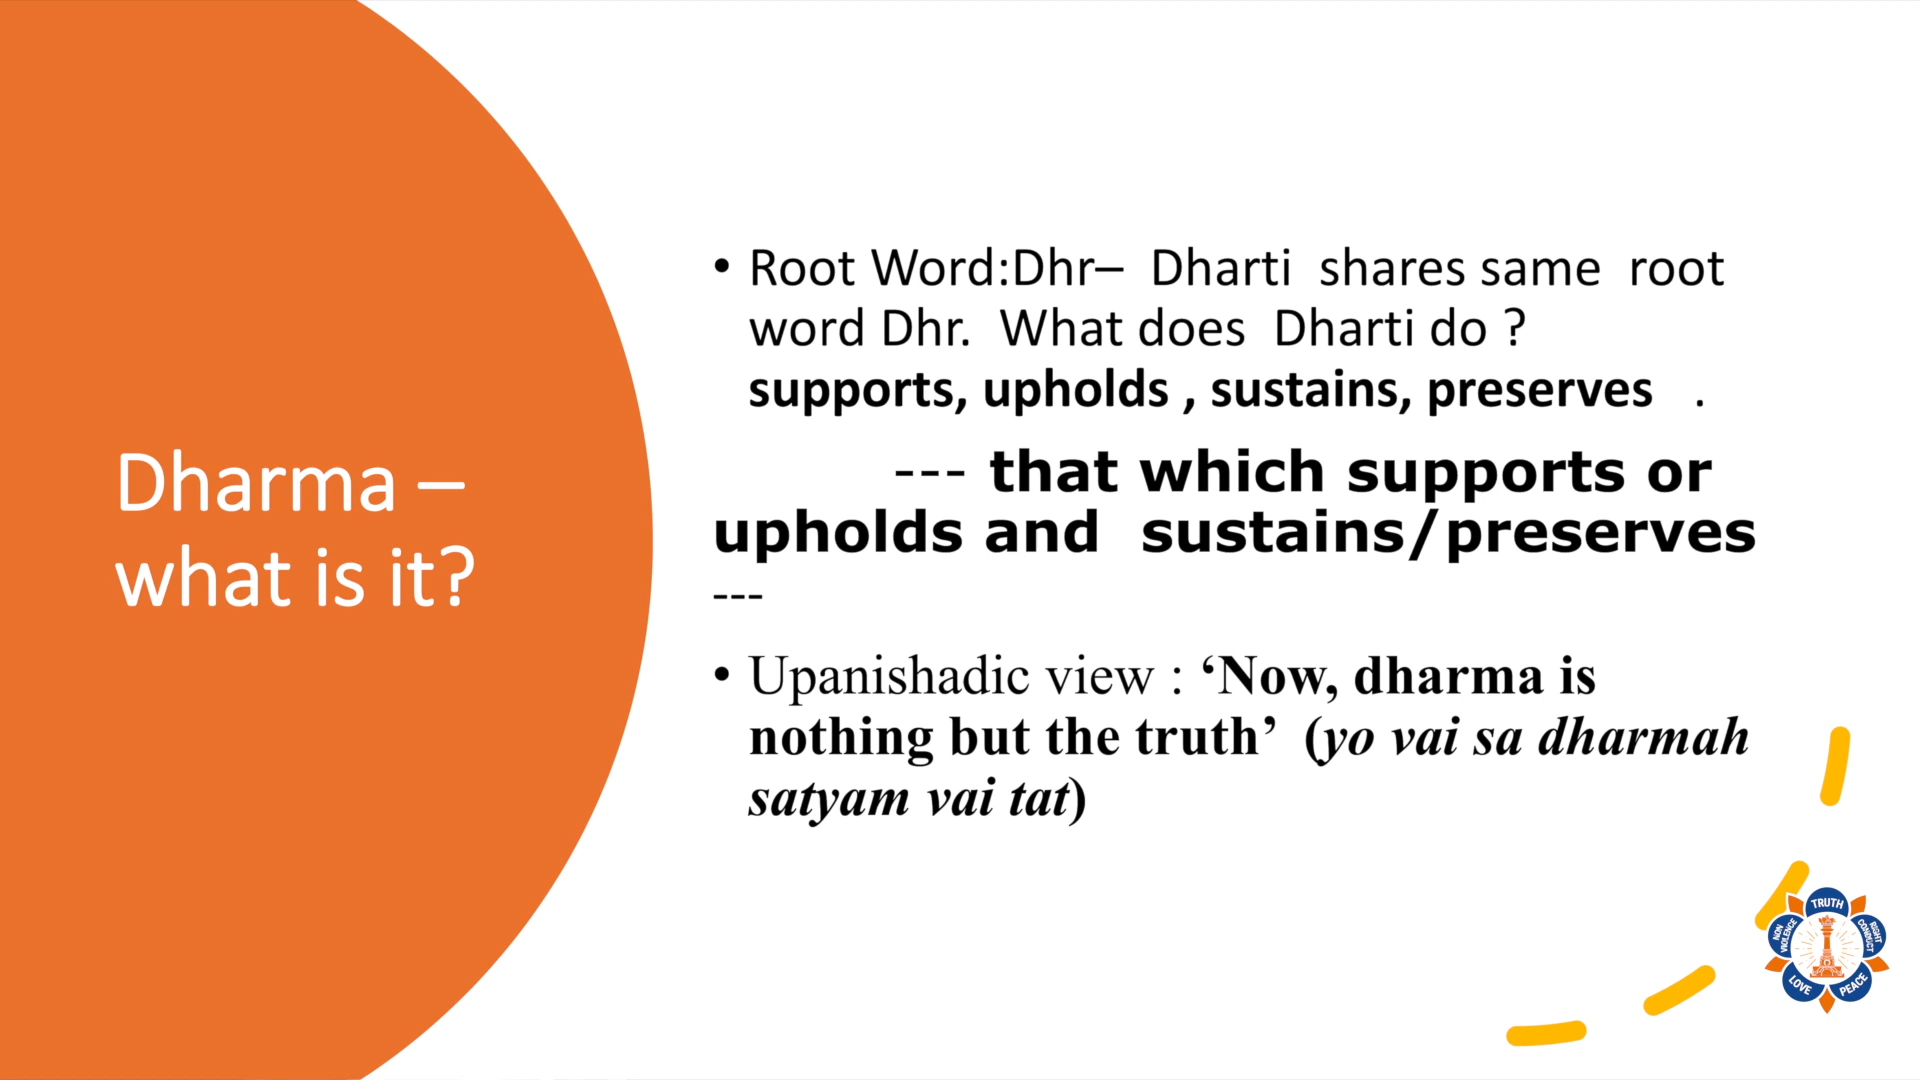 Dharma –
what is it?
• Root Word:Dhr– Dharti shares same root
word Dhr. What does Dharti do ?
supports, upholds , sustains, preserves .
--- that which supports or
upholds and sustains/preserves
---
• Upanishadic view : ‘Now, dharma is
nothing but the truth’ (yo vai sa dharmah
satyam vai tat)
TRUTH
RIGHT CONDUCT
PEACE
LOVE
NON VIOLENCE